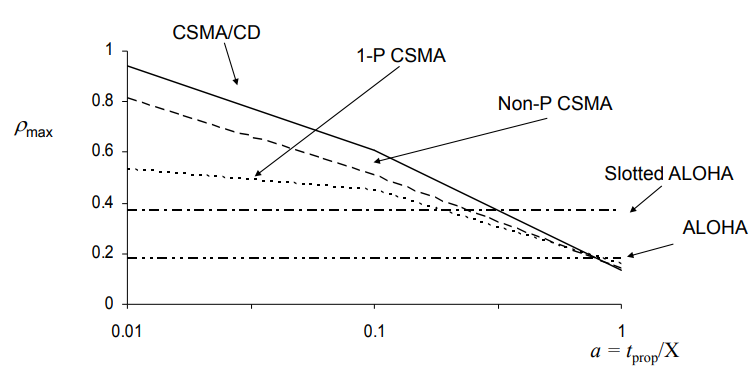 CSMA/CD
1-P CSMA
1
0.8
Non-P CSMA
ρmax
0.6
Slotted ALOHA
0.4
ALOHA
0.2
0
0.01
0.1
1
a = tprop/X